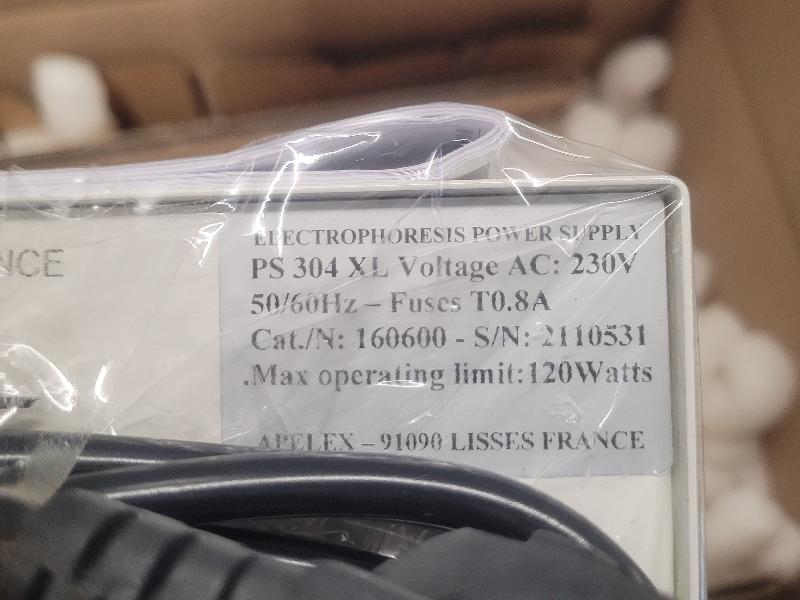 NCE
ELECTROPHORESIS POWER SUPPLY
PS 304 XL Voltage AC: 230V
50/60Hz – Fuses T0.8A
Cat./N: 160600 - S/N: 2110531
.Max operating limit:120Watts
APELEX – 91090 LISSES FRANCE